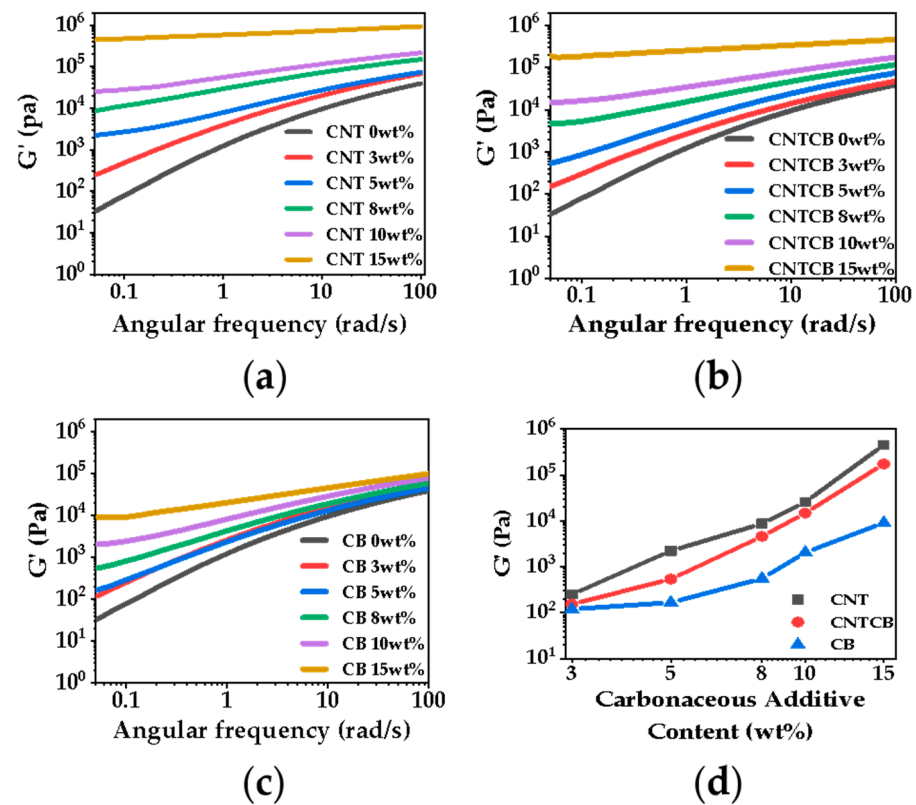 10⁶
10⁵
10⁴
10³
10²
10¹
10⁰
G' (pa)
CNT 0wt%
CNT 3wt%
CNT 5wt%
CNT 8wt%
CNT 10wt%
CNT 15wt%
0.1 1 10 100
Angular frequency (rad/s)
(a)
10⁶
10⁵
10⁴
10³
10²
10¹
10⁰
G' (Pa)
CNTCB 0wt%
CNTCB 3wt%
CNTCB 5wt%
CNTCB 8wt%
CNTCB 10wt%
CNTCB 15wt%
0.1 1 10 100
Angular frequency (rad/s)
(b)
10⁶
10⁵
10⁴
10³
10²
10¹
10⁰
G' (Pa)
CB 0wt%
CB 3wt%
CB 5wt%
CB 8wt%
CB 10wt%
CB 15wt%
0.1 1 10 100
Angular frequency (rad/s)
(c)
10⁶
10⁵
10⁴
10³
10²
10¹
G' (Pa)
CNT
CNTCB
CB
3 5 8 10 15
Carbonaceous Additive
Content (wt%)
(d)